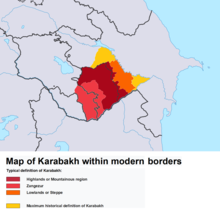 Map of Karabakh within modern borders
Typical definition of Karabakh:
Highlands or Mountainous region
Zangezur
Lowlands or Steppe
Maximum historical definition of Karabakh